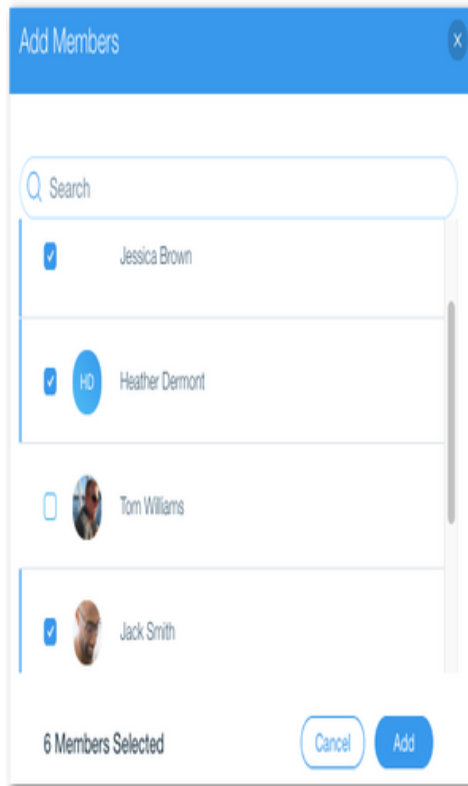 Add Members
x
Search
Jessica Brown
HD Heather Dermont
Tom Williams
Jack Smith
6 Members Selected Cancel Add